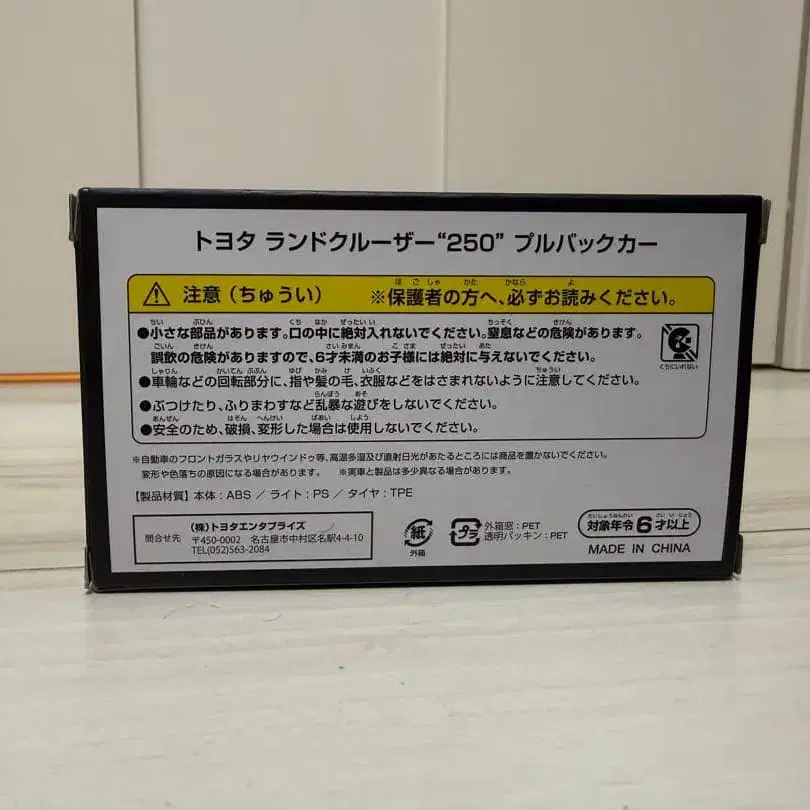 トヨタ ランドクルーザー“250” プルバックカー
注意（ちゅうい） ※保護者の方へ、必ずお読みください。
●小さな部品があります。口の中に絶対入れないでください。窒息などの危険があります。
誤飲の危険がありますので、6才未満のお子様には絶対に与えないでください。
くちにいれない
●車輪などの回転部分に、指や髪の毛、衣服などをはさまれないように注意してください。
●ぶつけたり、ふりまわすなど乱暴な遊びをしないでください。
●安全のため、破損、変形した場合は使用しないでください。
※自動車のフロントガラスやリヤウインドゥ等、高温多湿及び直射日光があたるところには商品を置かないでください。
変形や色落ちの原因になる場合があります。 ※実車と製品は多少異なる場合があります。
【製品材質】本体：ABS ／ ライト：PS ／ タイヤ：TPE
問合せ先
（株）トヨタエンタプライズ
〒450-0002 名古屋市中村区名駅4-4-10
TEL(052)563-2084
紙
外箱
プラ
外箱窓：PET
透明パッキン：PET
対象年令6才以上
MADE IN CHINA